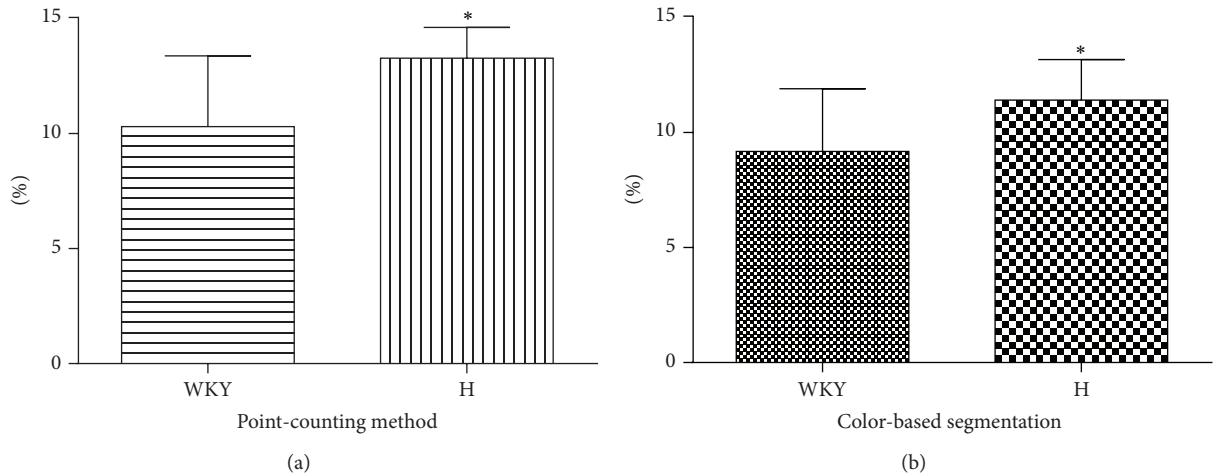 15
10
5
0
(%)
*
WKY
H
Point-counting method
(a)
15
10
5
0
(%)
*
WKY
H
Color-based segmentation
(b)